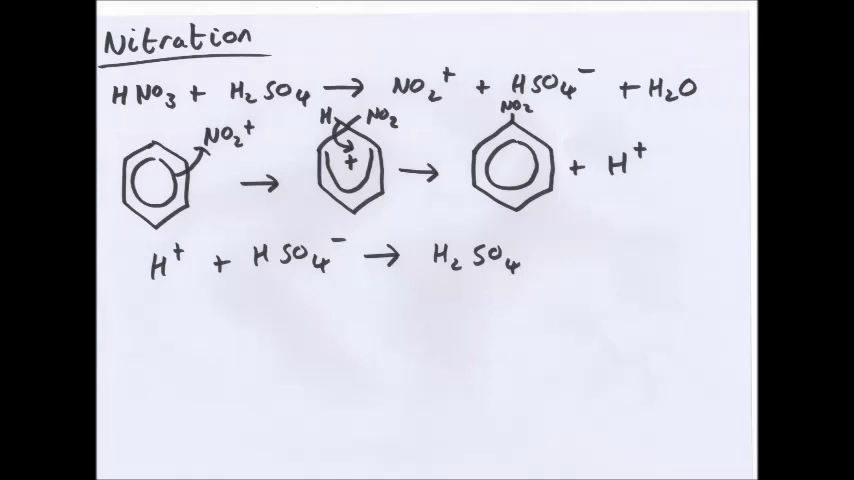 Nitration
HNO₃ + H₂SO₄ → NO₂⁺ + HSO₄⁻ + H₂O
NO₂⁺ → H NO₂ + → NO₂ + H⁺
H⁺ + HSO₄⁻ → H₂SO₄